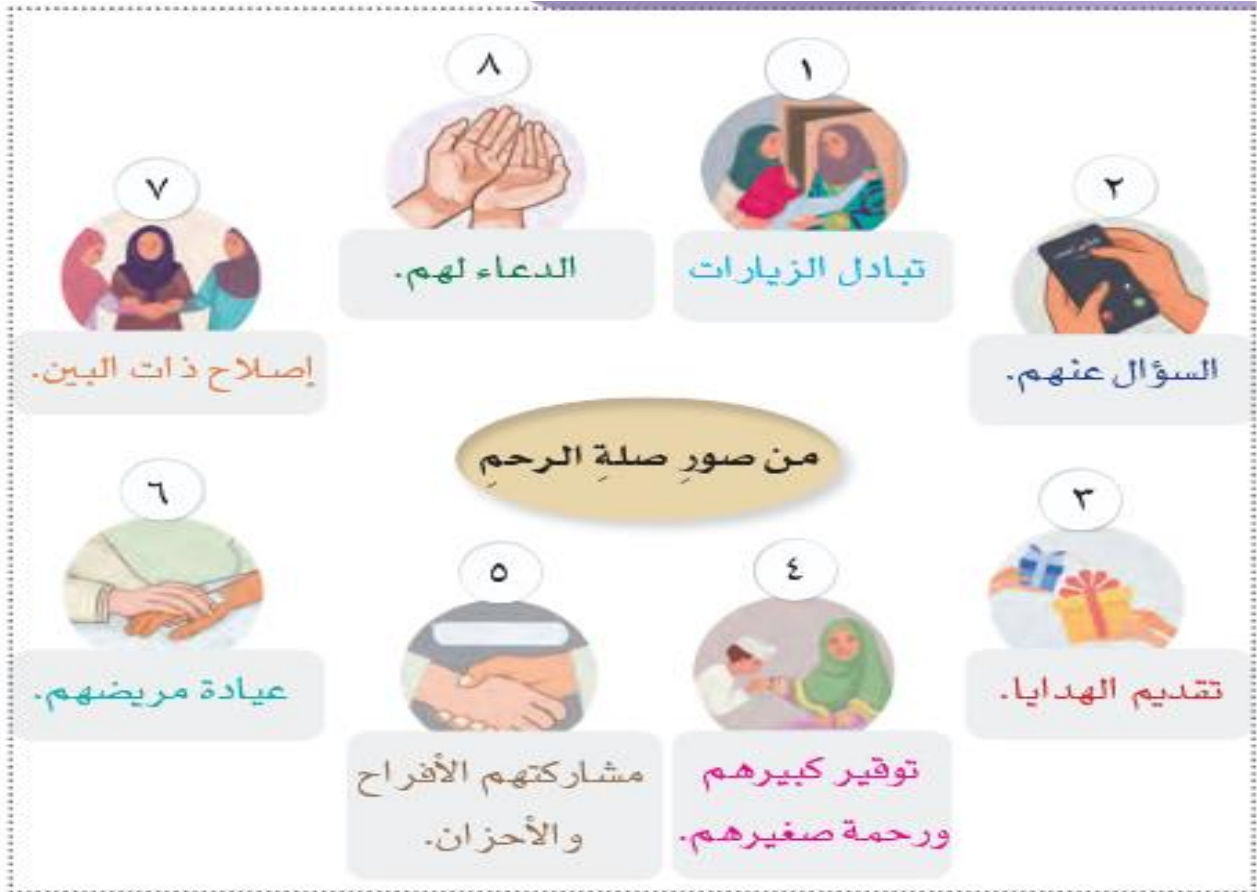 من صورِ صلةِ الرحمِ
١
تبادل الزيارات
٢
السؤال عنهم.
٣
تقديم الهدايا.
٤
توقير كبيرهم
ورحمة صغيرهم.
٥
مشاركتهم الأفراح
والأحزان.
٦
عيادة مريضهم.
٧
إصلاح ذات البين.
٨
الدعاء لهم.